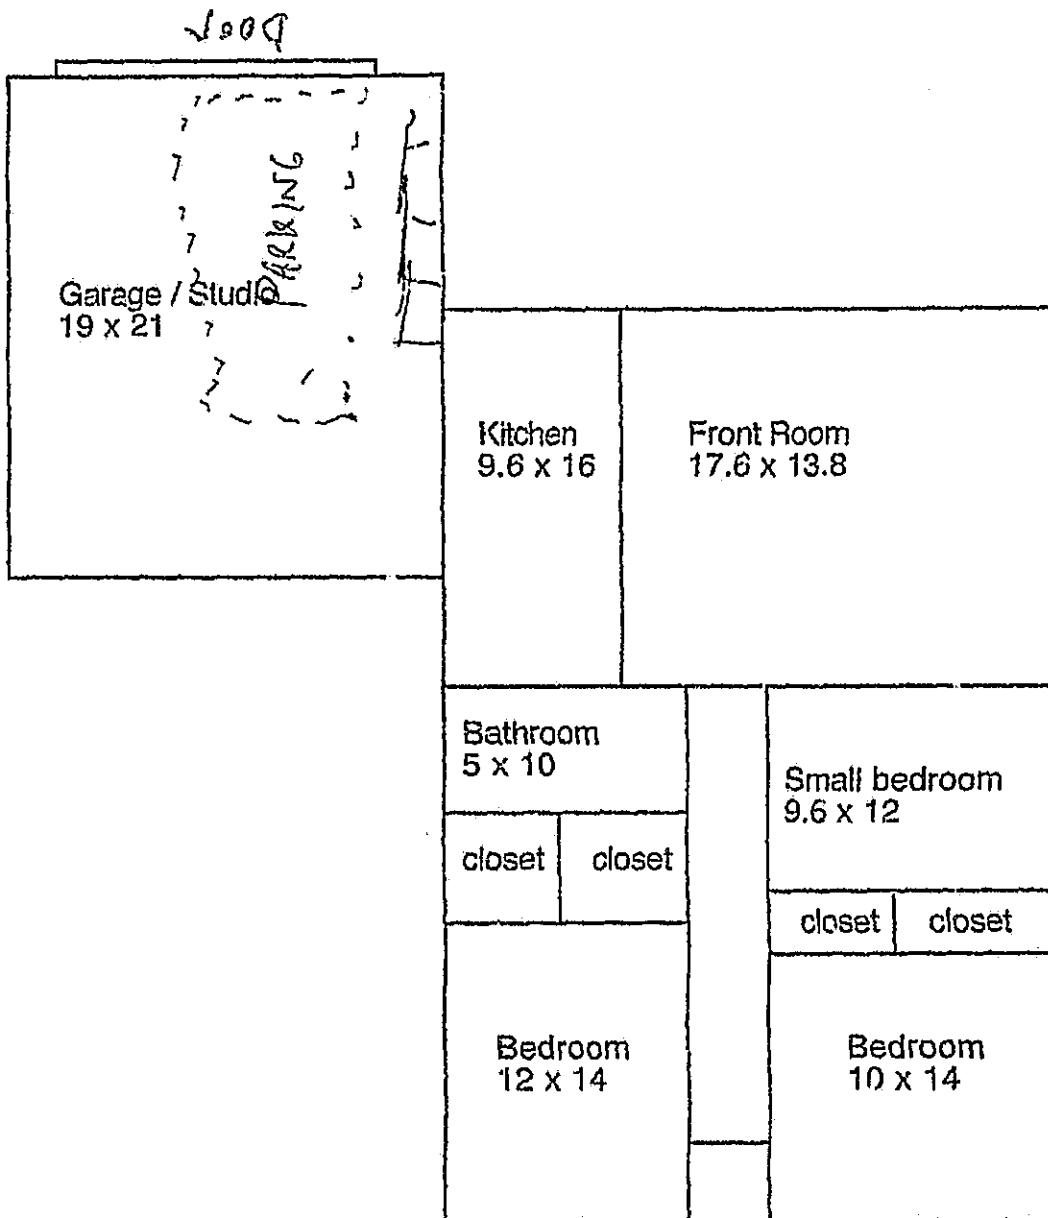 DOOR
PARKING
Garage / Studio
19 x 21
Kitchen
9.6 x 16
Front Room
17.6 x 13.8
Bathroom
5 x 10
Small bedroom
9.6 x 12
closet closet
closet closet
Bedroom
12 x 14
Bedroom
10 x 14